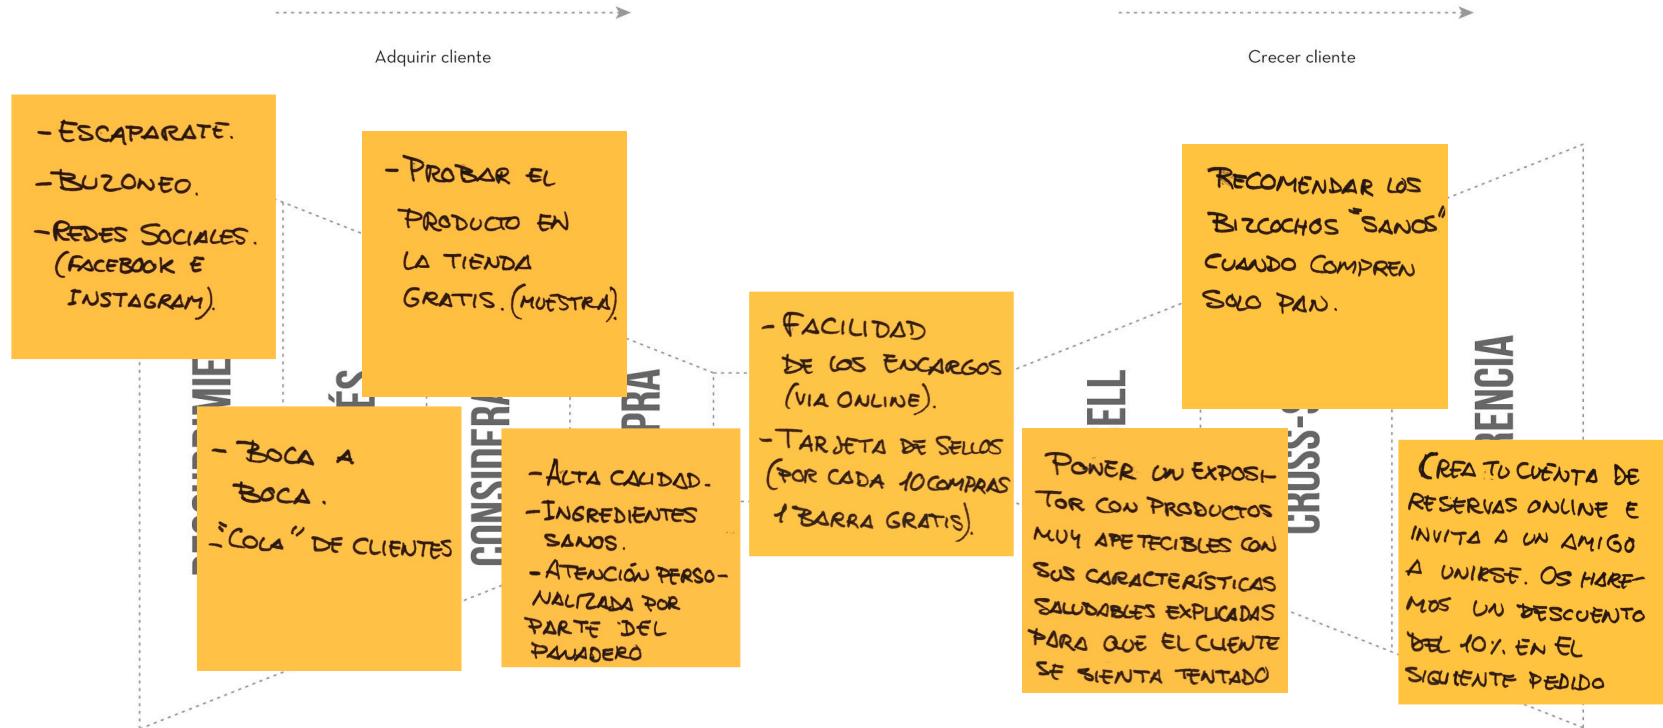 Adquirir cliente
Crecer cliente
- ESCAPARATE.
- BUZONEO.
- REDES SOCIALES.
(FACEBOOK E
INSTAGRAM).
- PROBAR EL
PRODUCTO EN
LA TIENDA
GRATIS. (MUESTRA).
- BOCA A
BOCA.
- "COLA" DE CLIENTES
- ALTA CALIDAD.
- INGREDIENTES
SANOS.
- ATENCIÓN PERSO-
NALIZADA POR
PARTE DEL
PANADERO
- FACILIDAD
DE LOS ENCARGOS
(VIA ONLINE).
- TARJETA DE SELLOS
(POR CADA 10 COMPRAS
1 BARRA GRATIS).
PONER UN EXPOSI-
TOR CON PRODUCTOS
MUY APETECIBLES CON
SUS CARACTERÍSTICAS
SALUDABLES EXPLICADAS
PARA QUE EL CLIENTE
SE SIENTA TENTADO
RECOMENDAR LOS
BIZCOCHOS "SANOS"
CUANDO COMPREN
SOLO PAN.
CREA TU CUENTA DE
RESERVAS ONLINE E
INVITA A UN AMIGO
A UNIRSE. OS HARE-
MOS UN DESCUENTO
DEL 10% EN EL
SIGUIENTE PEDIDO